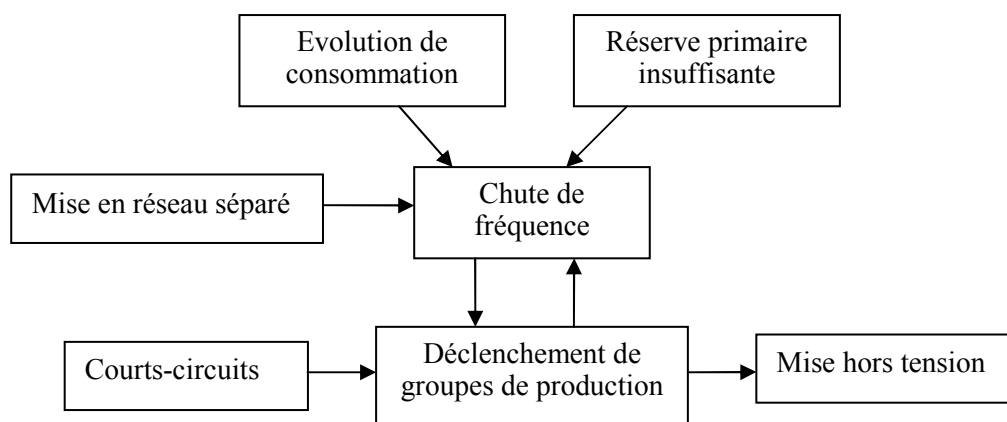 Evolution de
consommation
Réserve primaire
insuffisante
Mise en réseau séparé
Chute de
fréquence
Courts-circuits
Déclenchement de
groupes de production
Mise hors tension